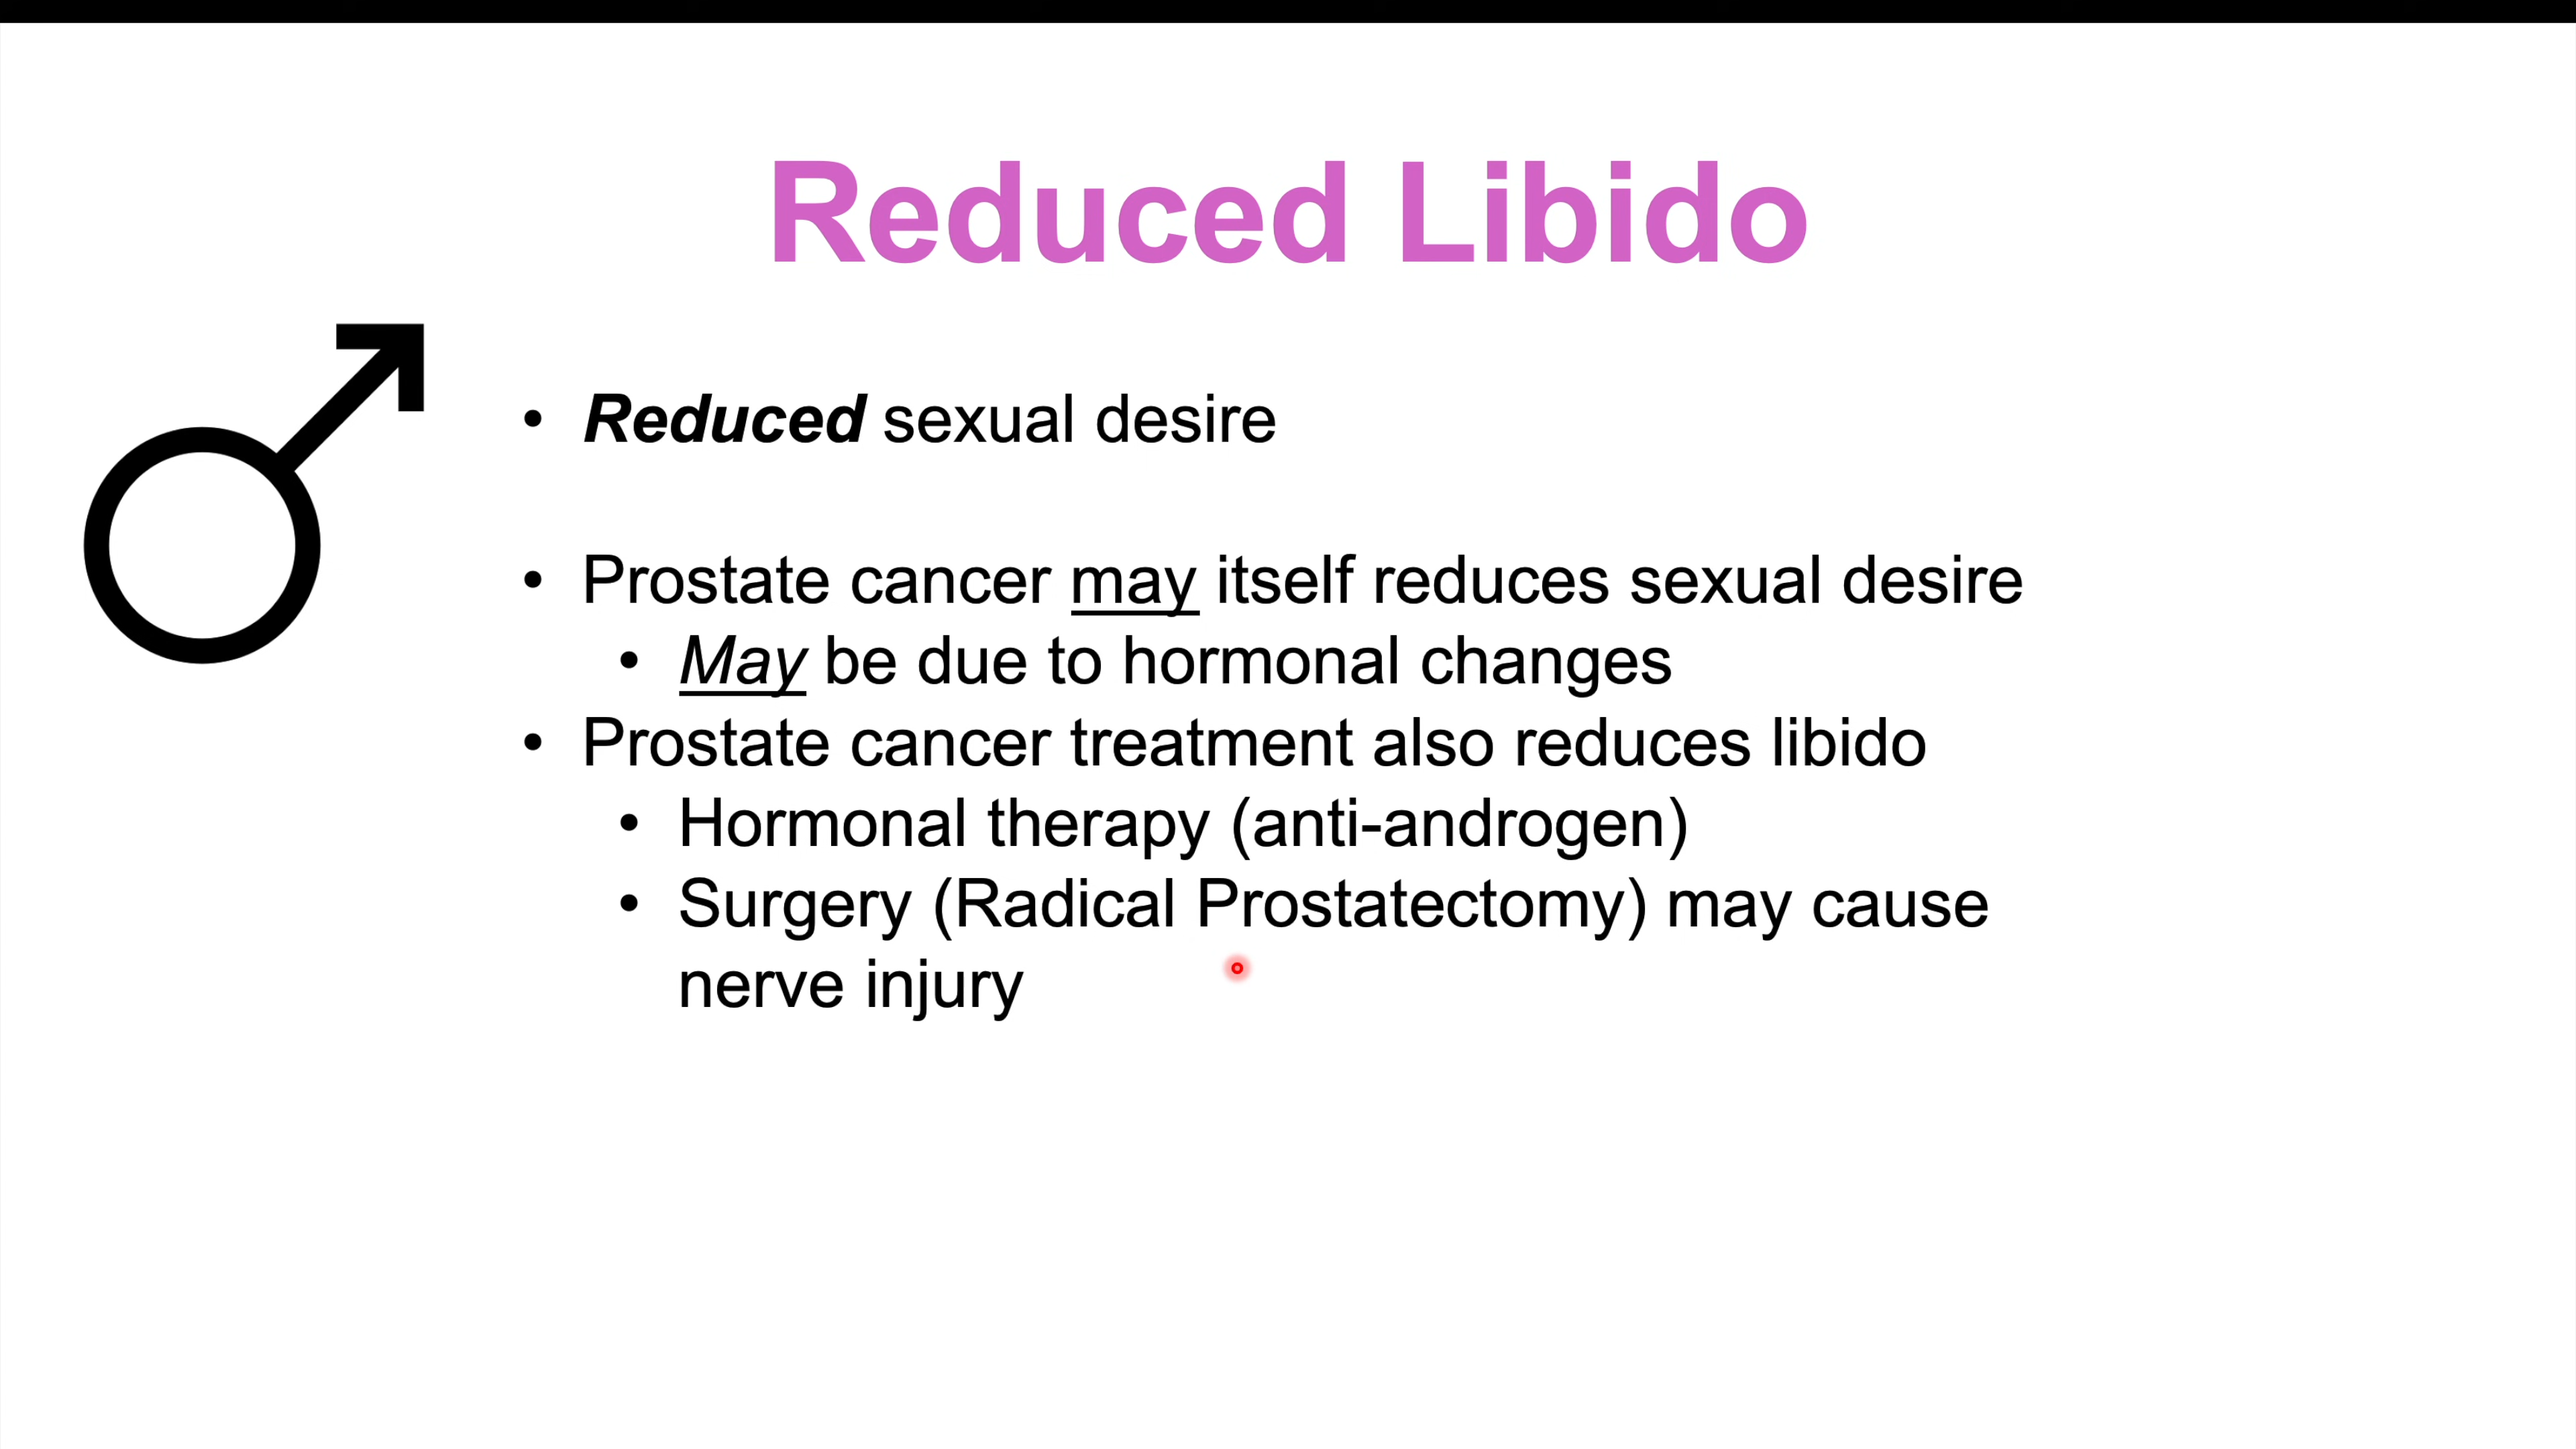 Reduced Libido
• Reduced sexual desire
• Prostate cancer may itself reduces sexual desire
• May be due to hormonal changes
• Prostate cancer treatment also reduces libido
• Hormonal therapy (anti-androgen)
• Surgery (Radical Prostatectomy) may cause
nerve injury